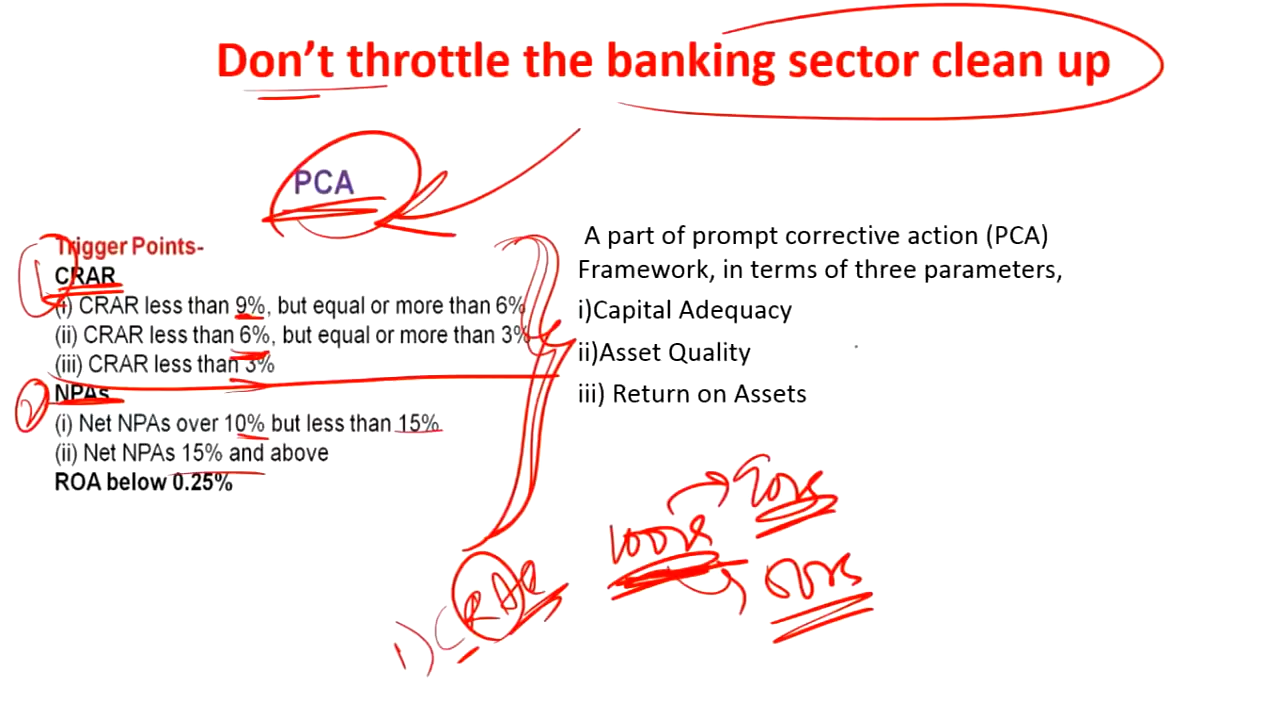 Don't throttle the banking sector clean up
PCA
Trigger Points-
CRAR
(i) CRAR less than 9%, but equal or more than 6%
(ii) CRAR less than 6%, but equal or more than 3%
(iii) CRAR less than 3%
NPAs
(i) Net NPAs over 10% but less than 15%
(ii) Net NPAs 15% and above
ROA below 0.25%
A part of prompt corrective action (PCA)
Framework, in terms of three parameters,
i)Capital Adequacy
ii)Asset Quality
iii) Return on Assets
1) CRAR